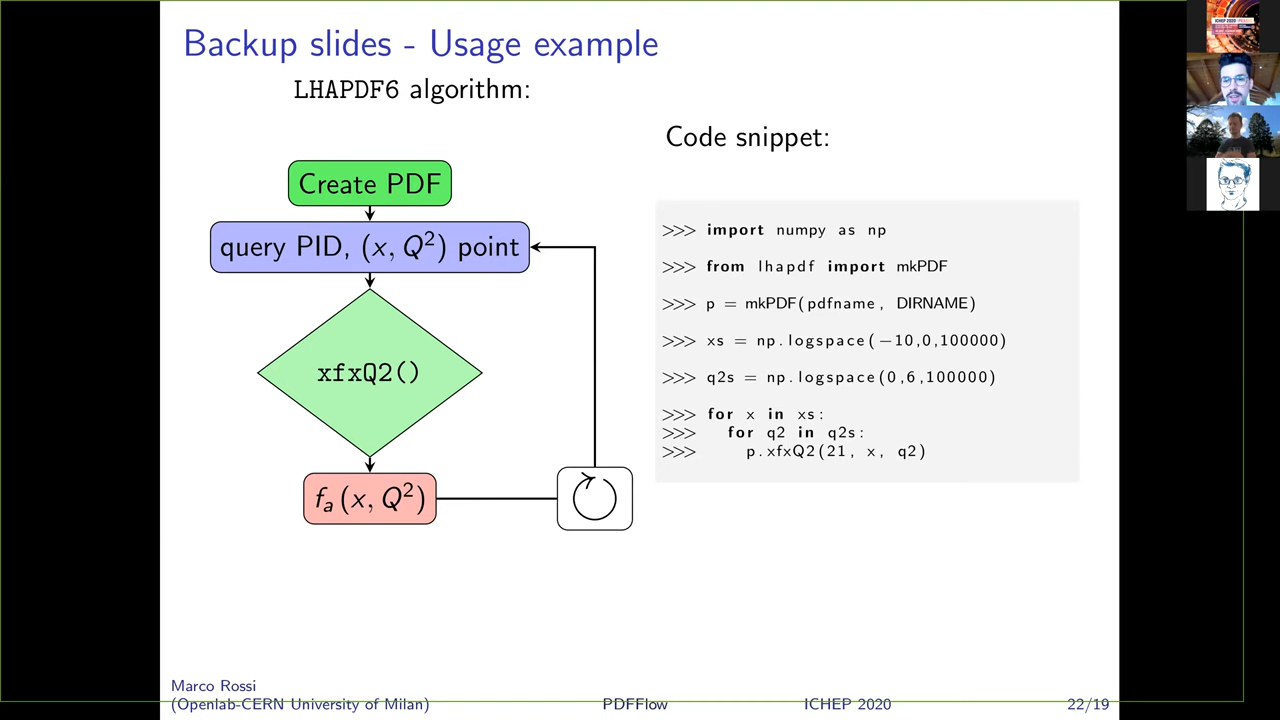 Backup slides - Usage example
LHAPDF6 algorithm:
Create PDF
query PID, (x, Q²) point
xfxQ2()
fₐ(x, Q²)
Code snippet:
>>> import numpy as np
>>> from lhapdf import mkPDF
>>> p = mkPDF(pdfname, DIRNAME)
>>> xs = np.logspace(−10,0,100000)
>>> q2s = np.logspace(0,6,100000)
>>> for x in xs:
>>> for q2 in q2s:
>>> p.xfxQ2(21, x, q2)
Marco Rossi
(Openlab-CERN University of Milan)
PDFFlow
ICHEP 2020
22/19
ICHEP 2020